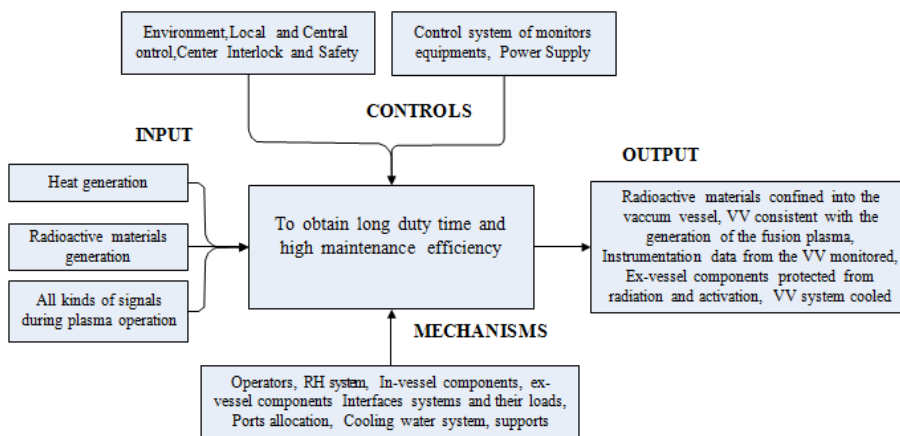 Environment,Local and Central
ontrol,Center Interlock and Safety
Control system of monitors
equipments, Power Supply
CONTROLS
INPUT
OUTPUT
Heat generation
Radioactive materials
generation
All kinds of signals
during plasma operation
To obtain long duty time and
high maintenance efficiency
Radioactive materials confined into the
vaccum vessel, VV consistent with the
generation of the fusion plasma,
Instrumentation data from the VV monitored,
Ex-vessel components protected from
radiation and activation, VV system cooled
MECHANISMS
Operators, RH system, In-vessel components, ex-
vessel components Interfaces systems and their loads,
Ports allocation, Cooling water system, supports